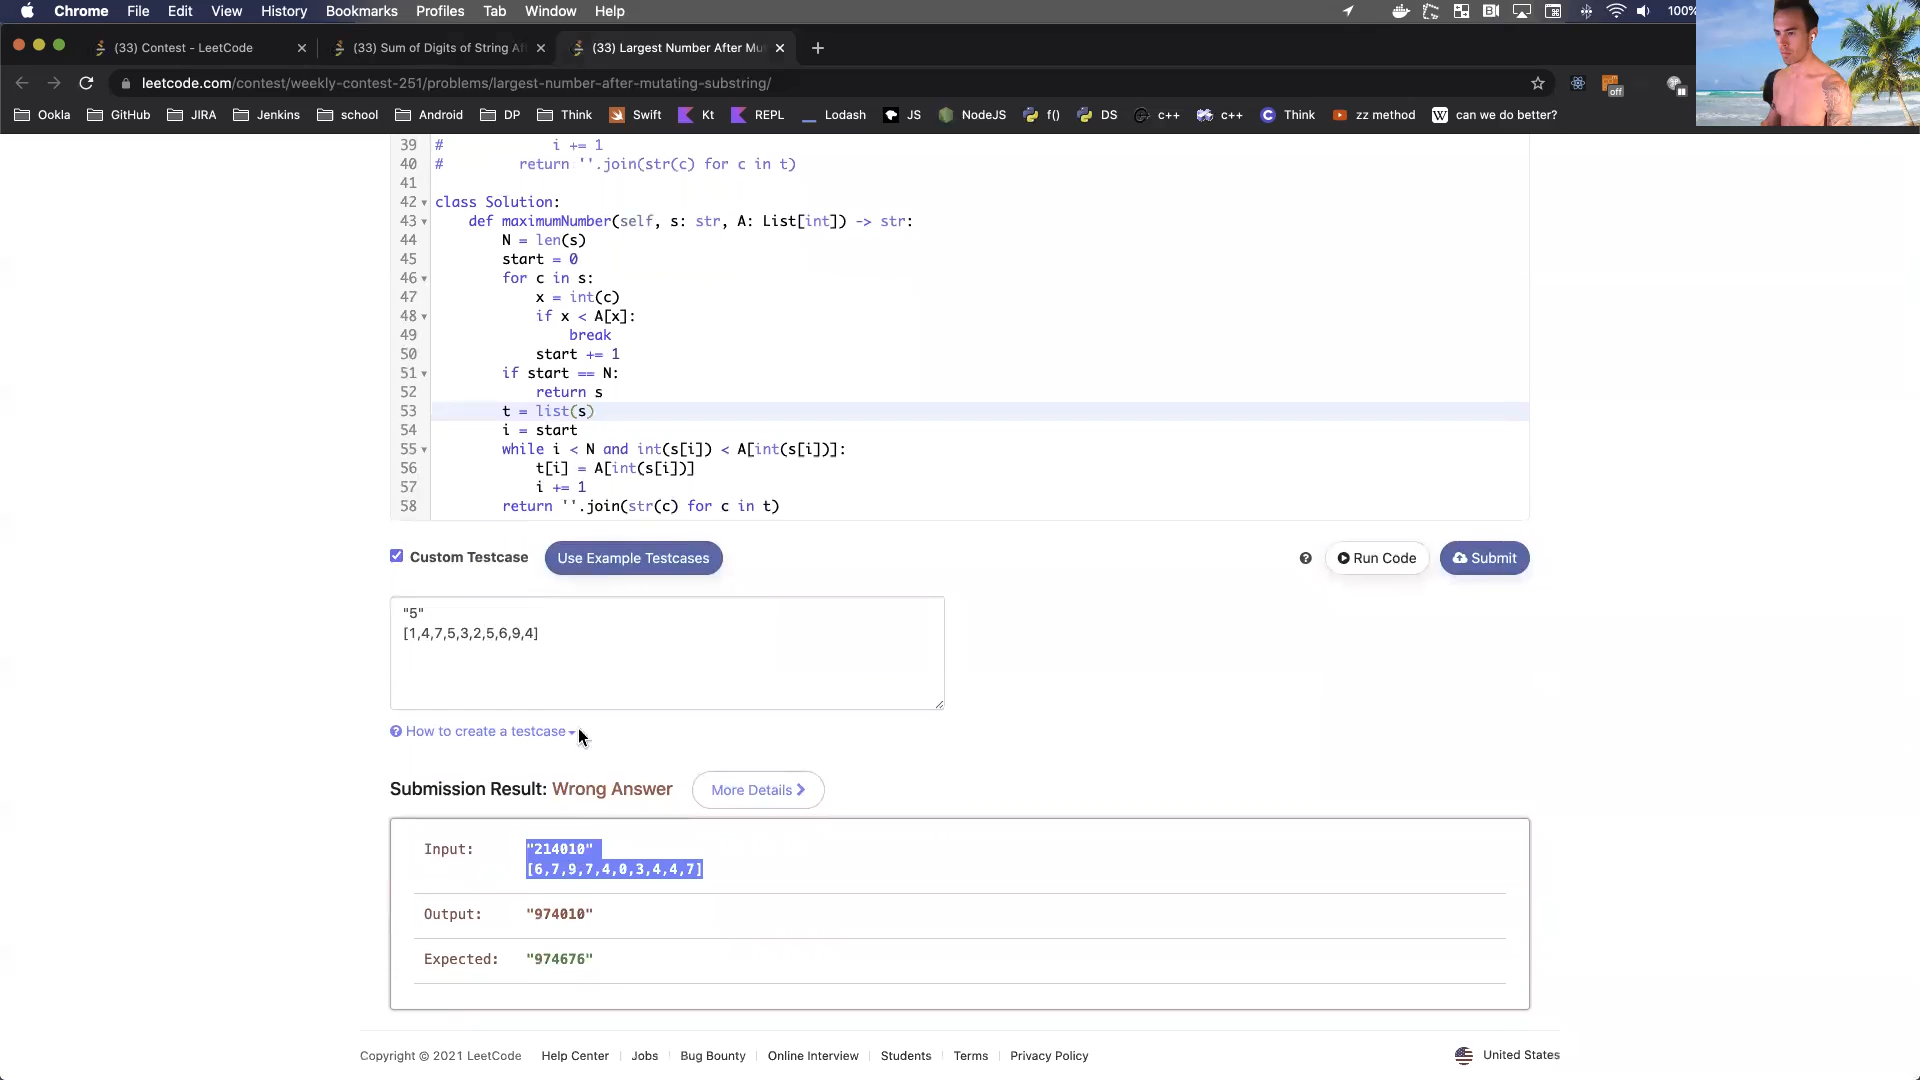 Chrome File Edit View History Bookmarks Profiles Tab Window Help 100%
(33) Contest - LeetCode
(33) Sum of Digits of String Af
(33) Largest Number After Mu
leetcode.com/contest/weekly-contest-251/problems/largest-number-after-mutating-substring/
off
Ookla GitHub JIRA Jenkins school Android DP Think Swift Kt REPL Lodash JS NodeJS f() DS c++ c++ Think zz method can we do better?
39 # i += 1
40 # return ''.join(str(c) for c in t)
41
42 class Solution:
43 def maximumNumber(self, s: str, A: List[int]) -> str:
44 N = len(s)
45 start = 0
46 for c in s:
47 x = int(c)
48 if x < A[x]:
49 break
50 start += 1
51 if start == N:
52 return s
53 t = list(s)
54 i = start
55 while i < N and int(s[i]) < A[int(s[i])]:
56 t[i] = A[int(s[i])]
57 i += 1
58 return ''.join(str(c) for c in t)
Custom Testcase Use Example Testcases Run Code Submit
"5"
[1,4,7,5,3,2,5,6,9,4]
How to create a testcase
Submission Result: Wrong Answer More Details
Input: "214010"
[6,7,9,7,4,0,3,4,4,7]
Output: "974010"
Expected: "974676"
Copyright © 2021 LeetCode Help Center Jobs Bug Bounty Online Interview Students Terms Privacy Policy United States